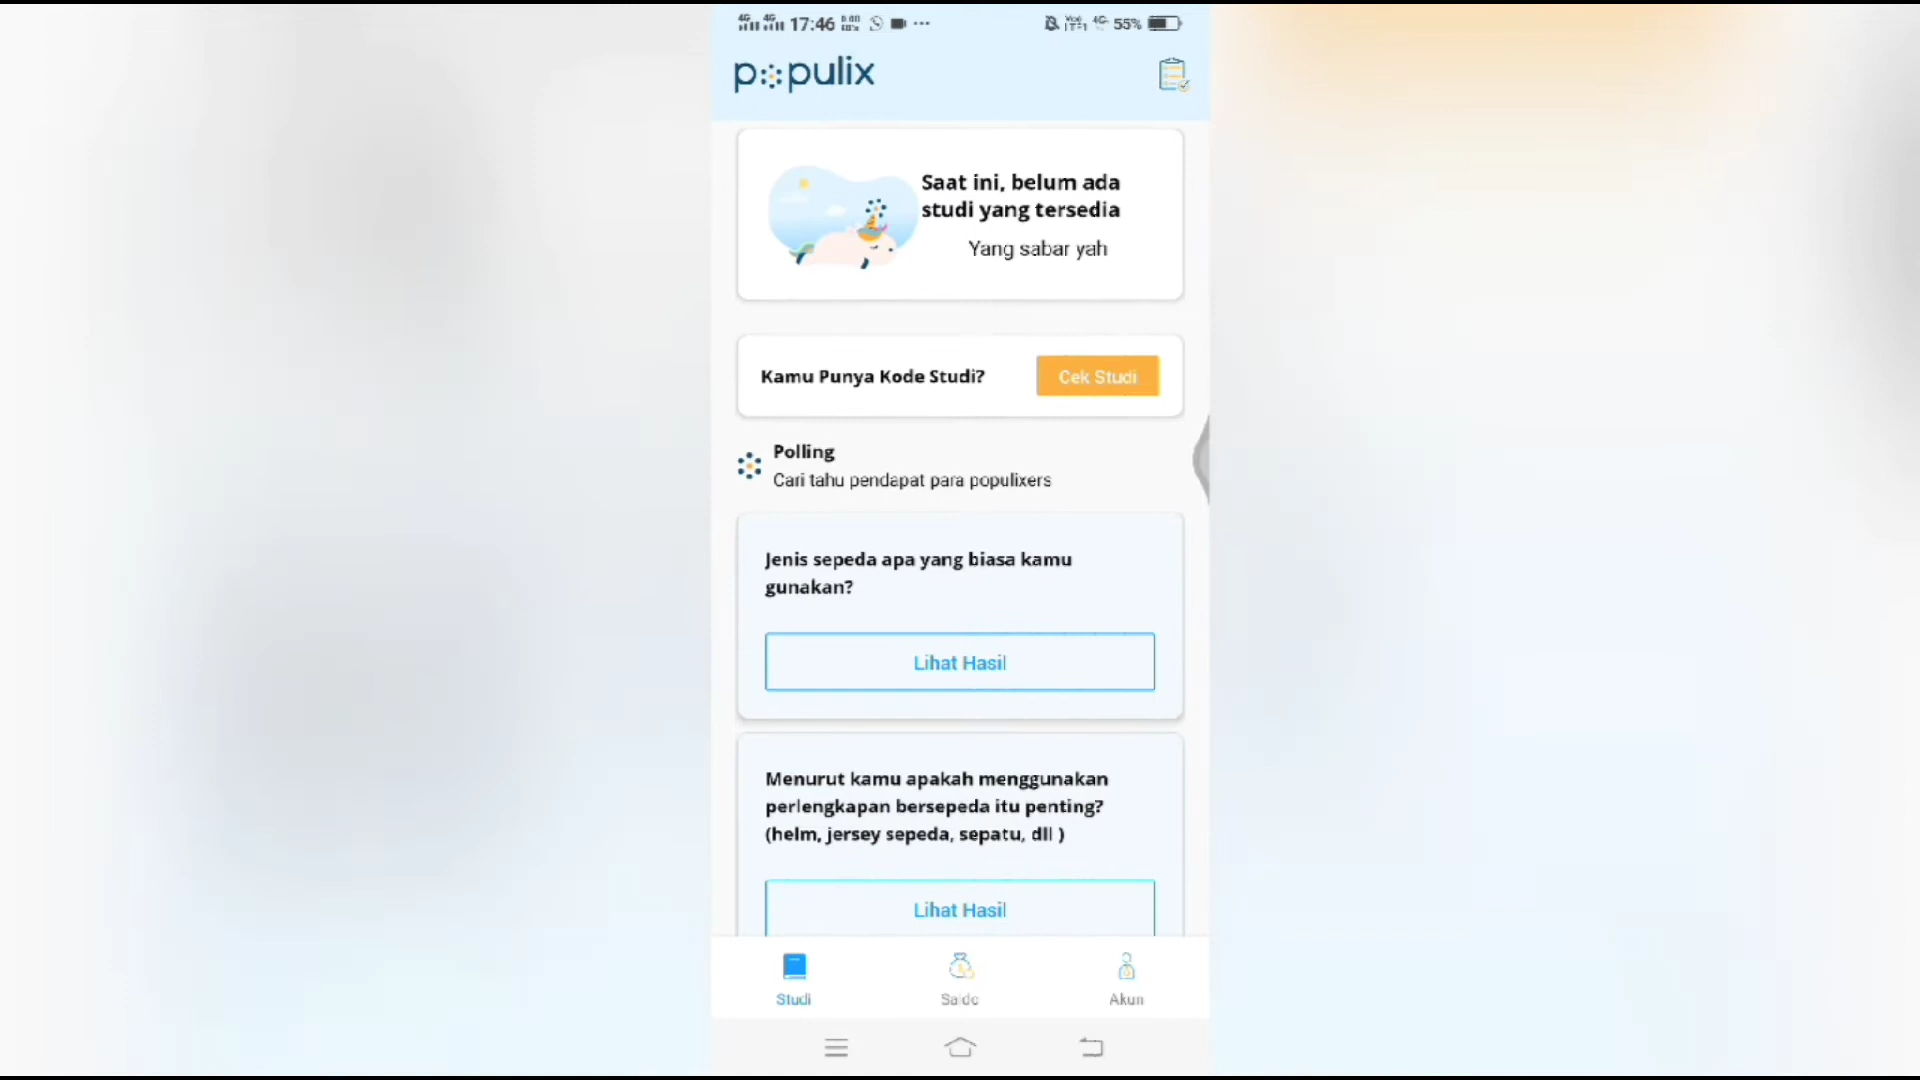 17:46
55%
populix
Saat ini, belum ada
studi yang tersedia
Yang sabar yah
Kamu Punya Kode Studi?
Cek Studi
Polling
Cari tahu pendapat para populixers
Jenis sepeda apa yang biasa kamu
gunakan?
Lihat Hasil
Menurut kamu apakah menggunakan
perlengkapan bersepeda itu penting?
(helm, jersey sepeda, sepatu, dll )
Lihat Hasil
Studi
Saldo
Akun